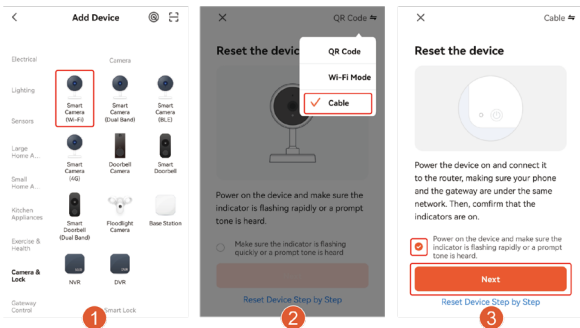 Add Device
Electrical
Lighting
Sensors
Large
Home A...
Small
Home A...
Kitchen
Appliances
Exercise &
Health
Camera &
Lock
Gateway
Control
Camera
Smart
Camera
(Wi-Fi)
Smart
Camera
(Dual Band)
Smart
Camera
(BLE)
Smart
Camera
(4G)
Doorbell
Camera
Smart
Doorbell
Smart
Doorbell
(Dual Band)
Floodlight
Camera
Base Station
NVR
DVR
Smart Lock
1
QR Code
Reset the devic
QR Code
Wi-Fi Mode
Cable
Power on the device and make sure the
indicator is flashing rapidly or a prompt
tone is heard.
Make sure the indicator is flashing
quickly or a prompt tone is heard
Reset Device Step by Step
2
Cable
Reset the device
Power the device on and connect it
to the router, making sure your phone
and the gateway are under the same
network. Then, comfirm that the
indicators are on.
Power on the device and make sure the
indicator is flashing rapidly or a prompt
tone is heard.
Next
Reset Device Step by Step
3